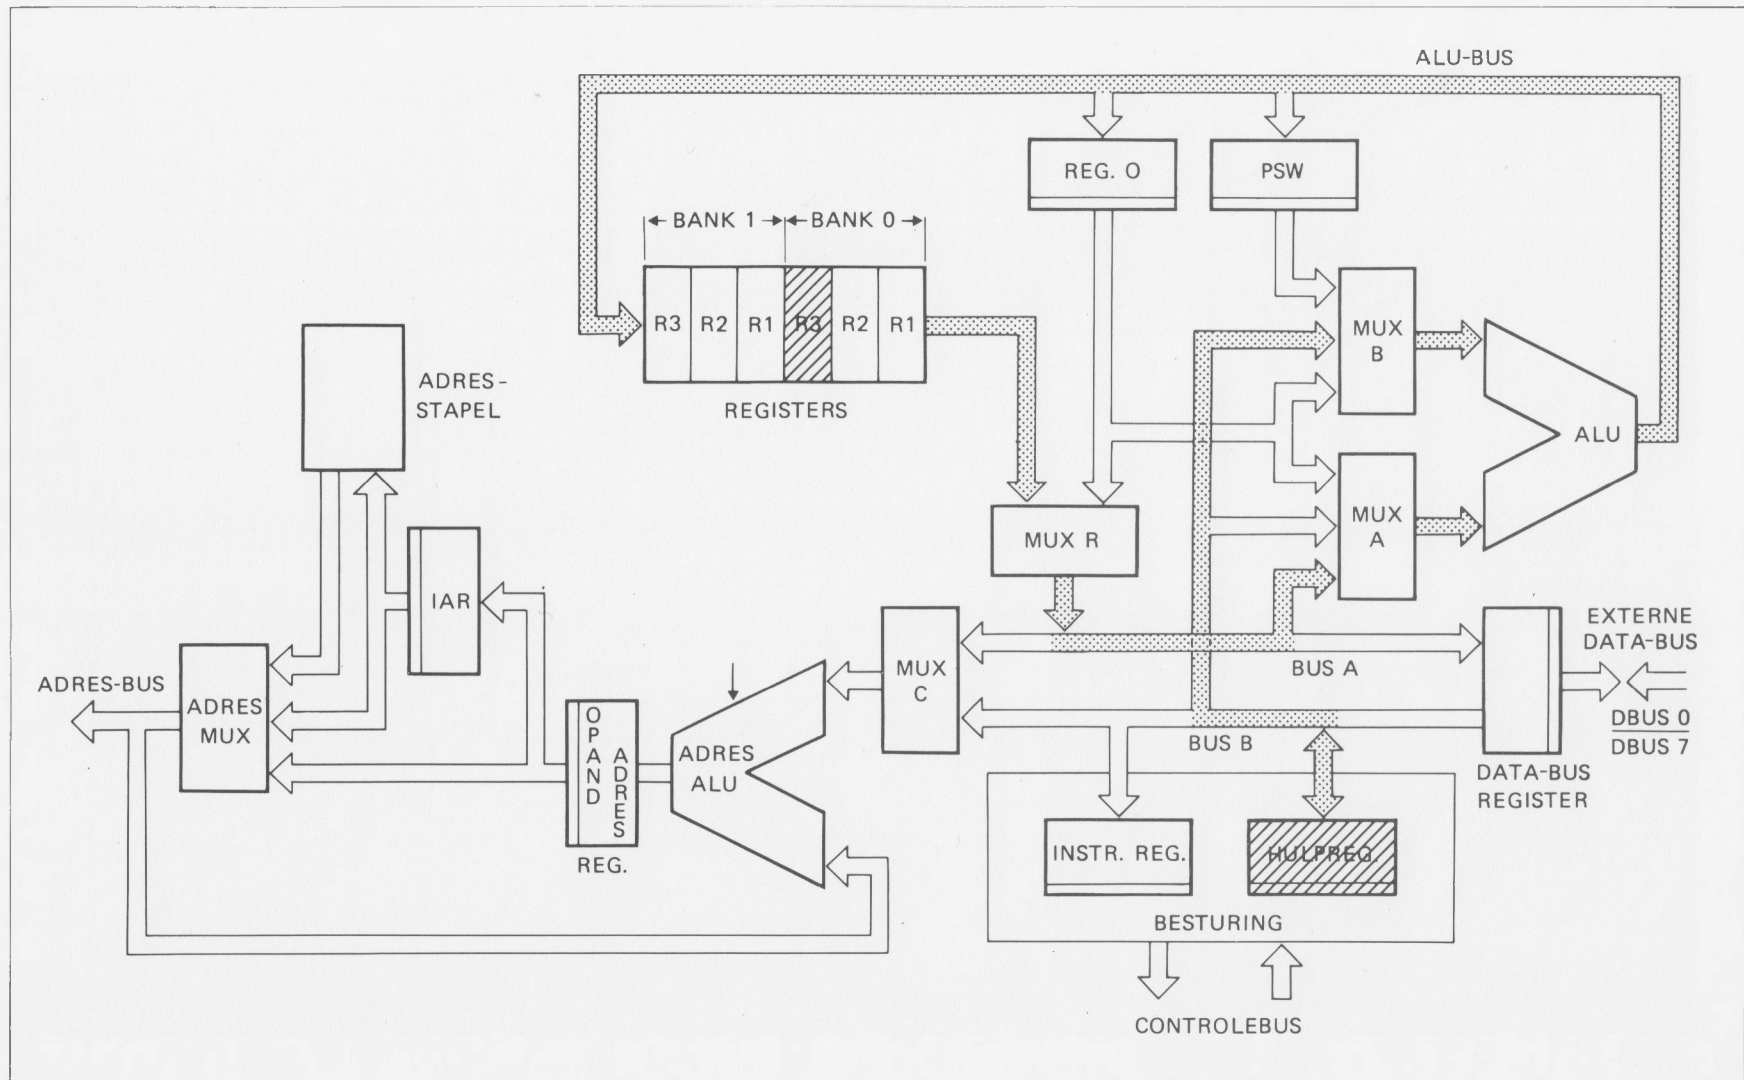 ALU-BUS
REG. O
PSW
BANK 1
BANK 0
R3
R2
R1
R3
R2
R1
REGISTERS
MUX
B
ALU
MUX
A
MUX R
ADRES-
STAPEL
IAR
ADRES-BUS
ADRES
MUX
OPAND
ADRES
REG.
ADRES
ALU
MUX
C
BUS A
BUS B
EXTERNE
DATA-BUS
DBUS 0
DBUS 7
DATA-BUS
REGISTER
INSTR. REG.
HULPREG.
BESTURING
CONTROLEBUS